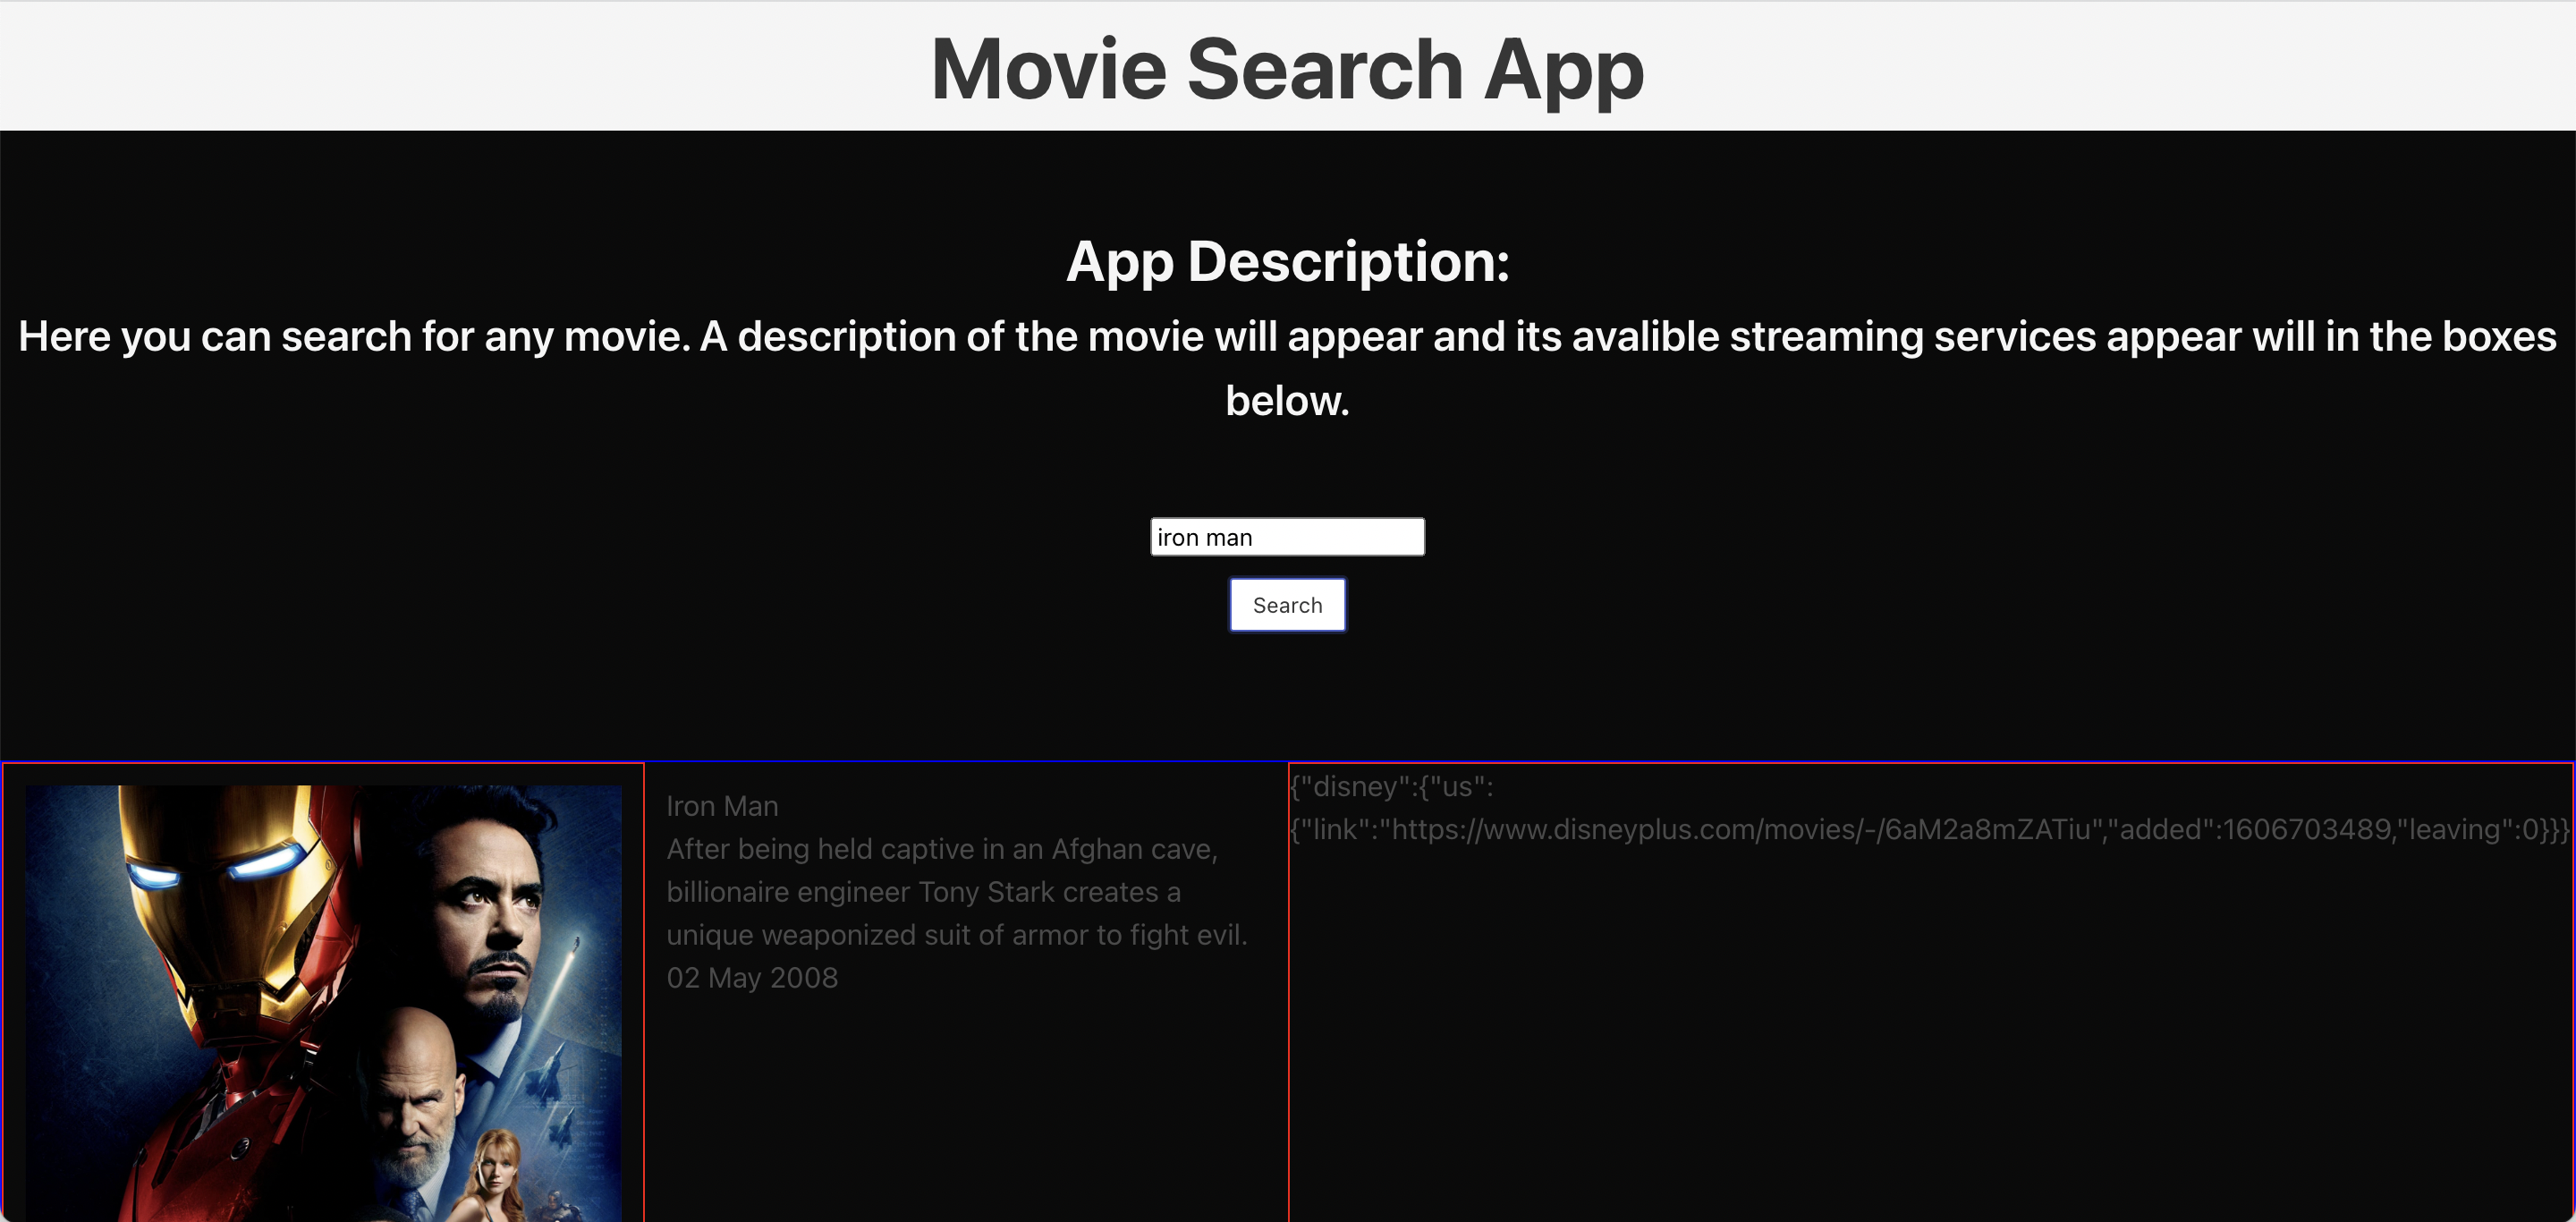 Movie Search App
App Description:
Here you can search for any movie. A description of the movie will appear and its avalible streaming services appear will in the boxes
below.
iron man
Search
Iron Man
After being held captive in an Afghan cave,
billionaire engineer Tony Stark creates a
unique weaponized suit of armor to fight evil.
02 May 2008
{"disney":{"us":
{"link":"https://www.disneyplus.com/movies/-/6aM2a8mZATiu","added":1606703489,"leaving":0}}}